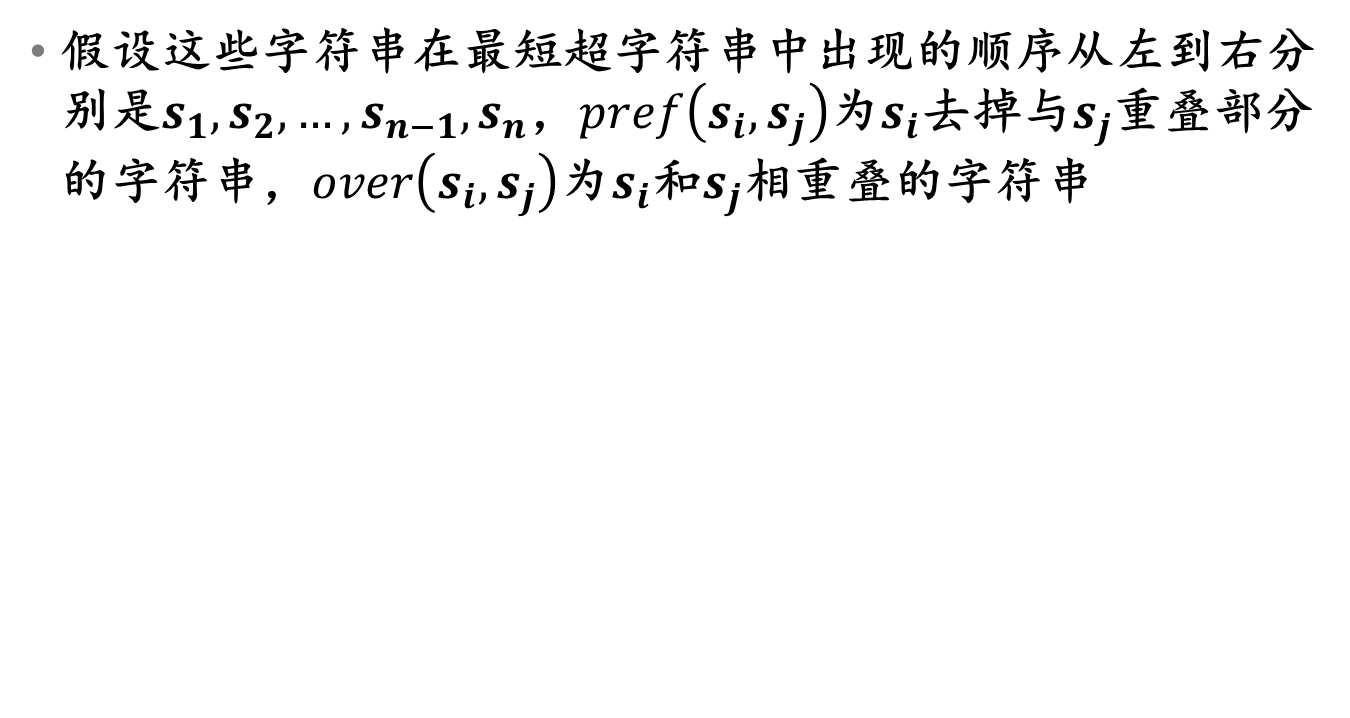 • 假设这些字符串在最短超字符串中出现的顺序从左到右分
别是s₁, s₂, … , sₙ₋₁, sₙ，pref(sᵢ, sⱼ)为sᵢ去掉与sⱼ重叠部分
的字符串，over(sᵢ, sⱼ)为sᵢ和sⱼ相重叠的字符串